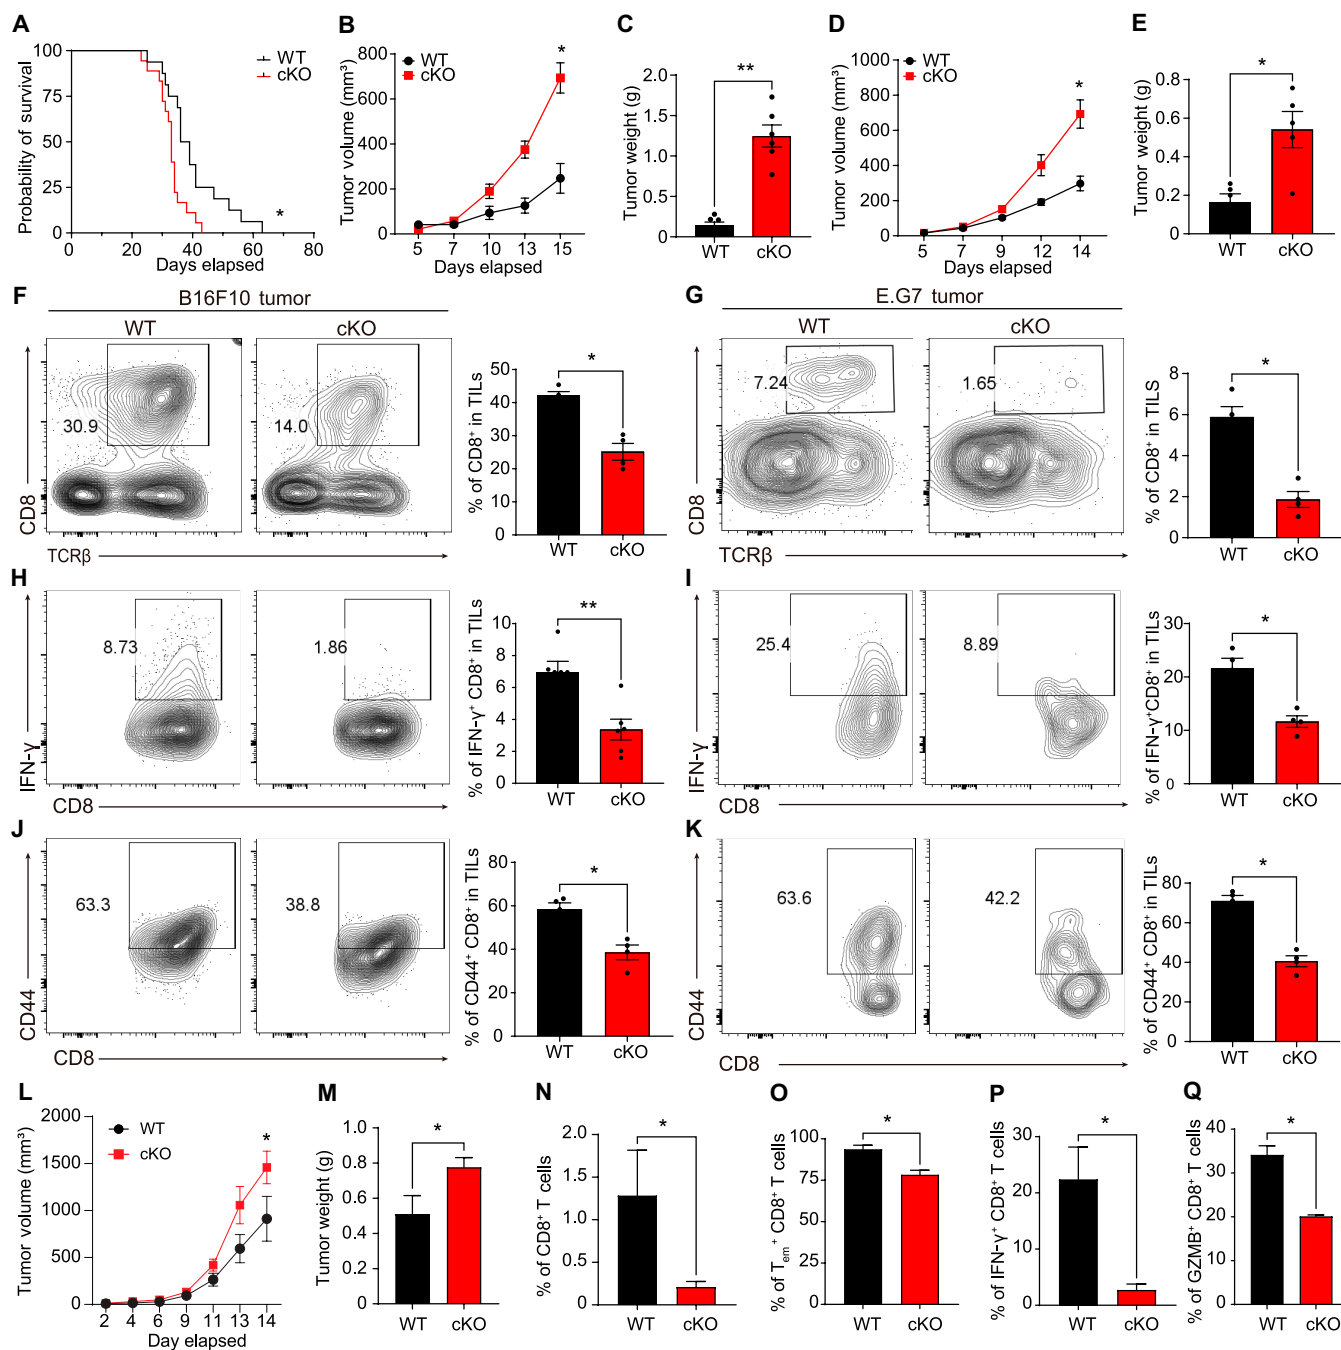 A
Probability of survival
100
75
50
25
0
0 20 40 60 80
Days elapsed
WT
cKO
*
B
Tumor volume (mm³)
800
600
400
200
0
5 7 10 13 15
Days elapsed
WT
cKO
*
C
Tumor weight (g)
2.0
1.5
1.0
0.5
0
WT cKO
**
D
Tumor volume (mm³)
1000
800
600
400
200
0
5 7 9 12 14
Days elapsed
WT
cKO
*
E
Tumor weight (g)
0.8
0.6
0.4
0.2
0
WT cKO
*
F
B16F10 tumor
WT cKO
30.9
14.0
CD8
TCRβ
% of CD8⁺ in TILs
50
40
30
20
10
0
WT cKO
*
G
E.G7 tumor
WT cKO
7.24
1.65
CD8
TCRβ
% of CD8⁺ in TILs
8
6
4
2
0
WT cKO
*
H
8.73
1.86
IFN-γ
CD8
% of IFN-γ⁺ CD8⁺ in TILs
10
8
6
4
2
0
WT cKO
**
I
25.4
8.89
IFN-γ
CD8
% of IFN-γ⁺CD8⁺ in TILs
30
20
10
0
WT cKO
*
J
63.3
38.8
CD44
CD8
% of CD44⁺ CD8⁺ in TILs
80
60
40
20
0
WT cKO
*
K
63.6
42.2
CD44
CD8
% of CD44⁺ CD8⁺ in TILs
80
60
40
20
0
WT cKO
*
L
Tumor volume (mm³)
2000
1500
1000
500
0
2 4 6 9 11 13 14
Day elapsed
WT
cKO
*
M
Tumor weight (g)
1.0
0.8
0.6
0.4
0.2
0
WT cKO
*
N
% of CD8⁺ T cells
2.0
1.5
1.0
0.5
0
WT cKO
*
O
% of Tₑₘ⁺ CD8⁺ T cells
100
75
50
25
0
WT cKO
*
P
% of IFN-γ⁺ CD8⁺ T cells
30
20
10
0
WT cKO
*
Q
% of GZMB⁺ CD8⁺ T cells
40
30
20
10
0
WT cKO
*